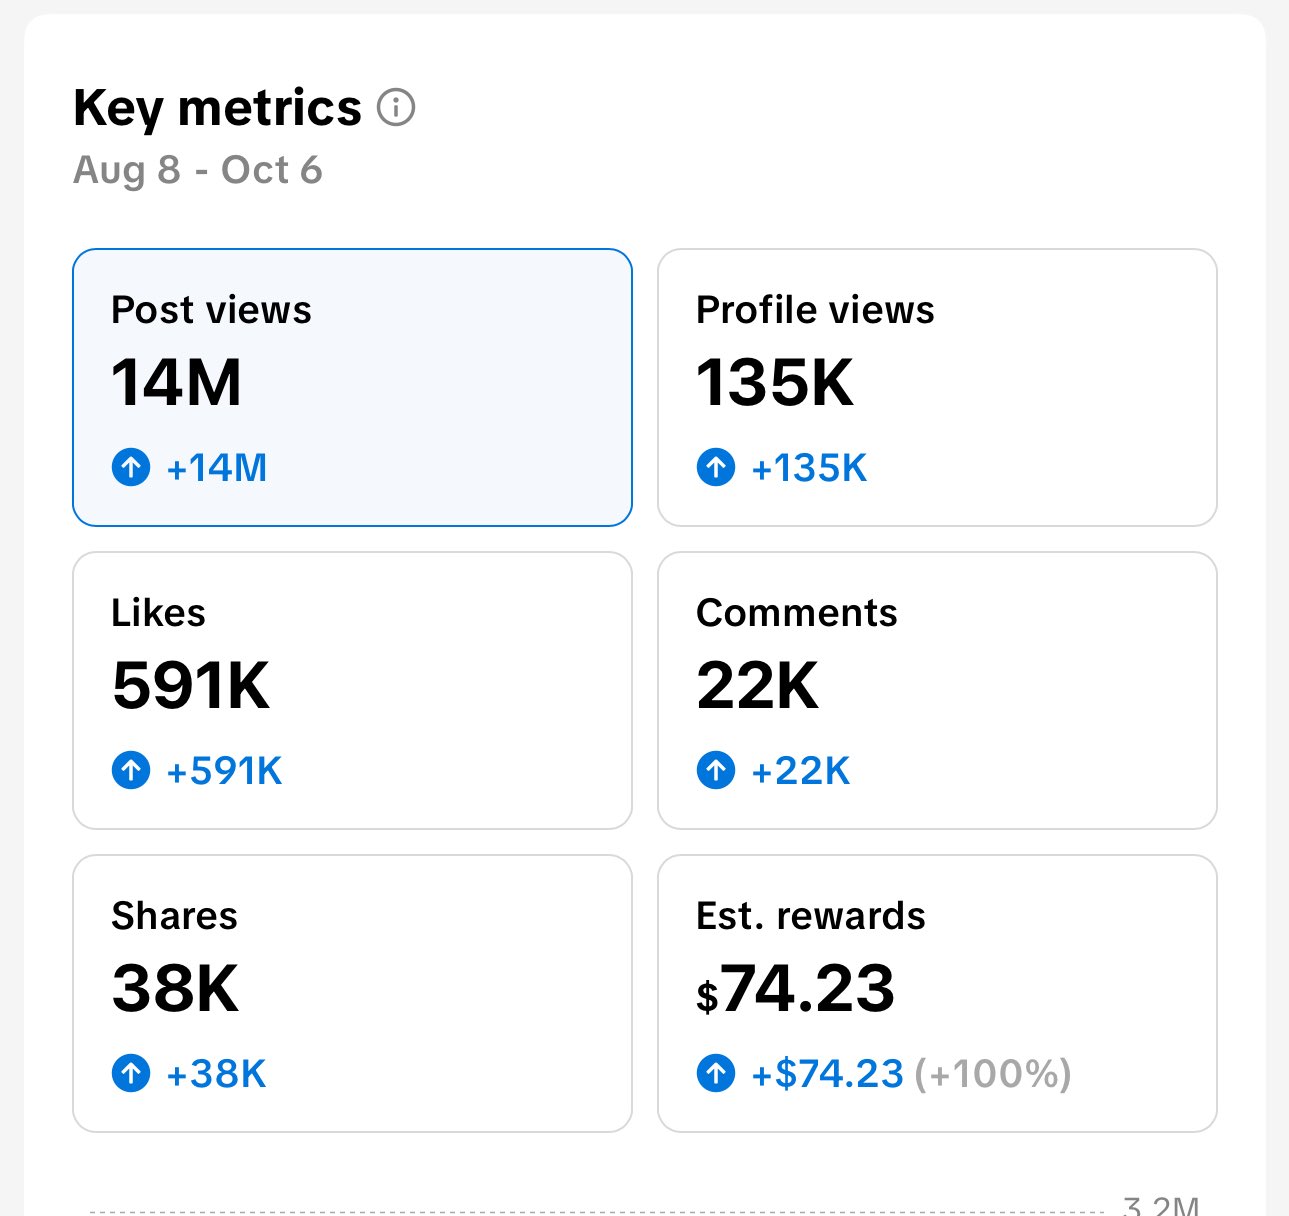 Key metrics
Aug 8 - Oct 6
Post views
14M
+14M
Profile views
135K
+135K
Likes
591K
+591K
Comments
22K
+22K
Shares
38K
+38K
Est. rewards
$74.23
+$74.23 (+100%)
3.2M